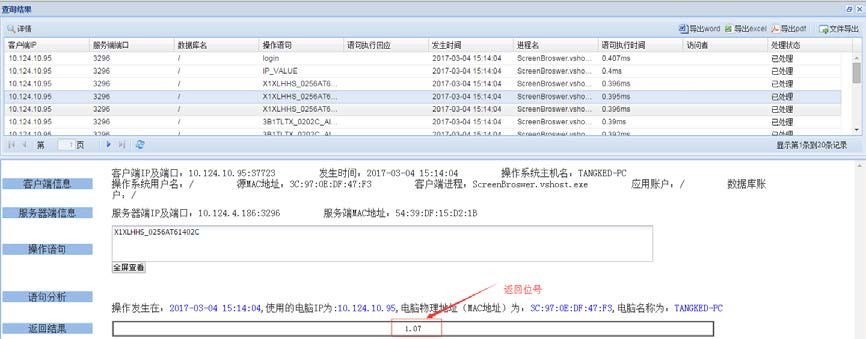 查询结果
详情 导出word 导出excel 导出pdf 文件导出
客户端IP 服务端端口 数据库名 操作语句 语句执行回应 发生时间 进程名 语句执行时间 访问者 处理状态
10.124.10.95 3296 / login 2017-03-04 15:14:04 ScreenBroswer.vsho... 0.407ms 已处理
10.124.10.95 3296 / IP_VALUE 2017-03-04 15:14:04 ScreenBroswer.vsho... 0.4ms 已处理
10.124.10.95 3296 / X1XLHHS_0256AT6... 2017-03-04 15:14:04 ScreenBroswer.vsho... 0.396ms 已处理
10.124.10.95 3296 / X1XLHHS_0256AT6... 2017-03-04 15:14:04 ScreenBroswer.vsho... 0.395ms 已处理
10.124.10.95 3296 / X1XLHHS_0256AT6... 2017-03-04 15:14:04 ScreenBroswer.vsho... 0.395ms 已处理
10.124.10.95 3296 / 3B1TLTX_0202C_AI... 2017-03-04 15:14:04 ScreenBroswer.vsho... 0.39ms 已处理
10.124.10.95 3296 / 3B1TLTX_0202C_AI... 2017-03-04 15:14:04 ScreenBroswer.vsho... 0.392ms 已处理
第 1 页 显示第1条到20条记录
客户端信息
客户端IP及端口：10.124.10.95:37723 发生时间：2017-03-04 15:14:04 操作系统主机名：TANGKED-PC
操作系统用户名：/ 源MAC地址：3C:97:0E:DF:47:F3 客户端进程：ScreenBroswer.vshost.exe 应用账户：/ 数据库账
户：/
服务器端信息 服务器端IP及端口：10.124.4.186:3296 服务端MAC地址：54:39:DF:15:D2:1B
操作语句
X1XLHHS_0256AT61402C
全屏查看
返回位号
语句分析
操作发生在：2017-03-04 15:14:04,使用的电脑IP为:10.124.10.95,电脑物理地址（MAC地址）为：3C:97:0E:DF:47:F3,电脑名称为：TANGKED-PC
返回结果 1.07